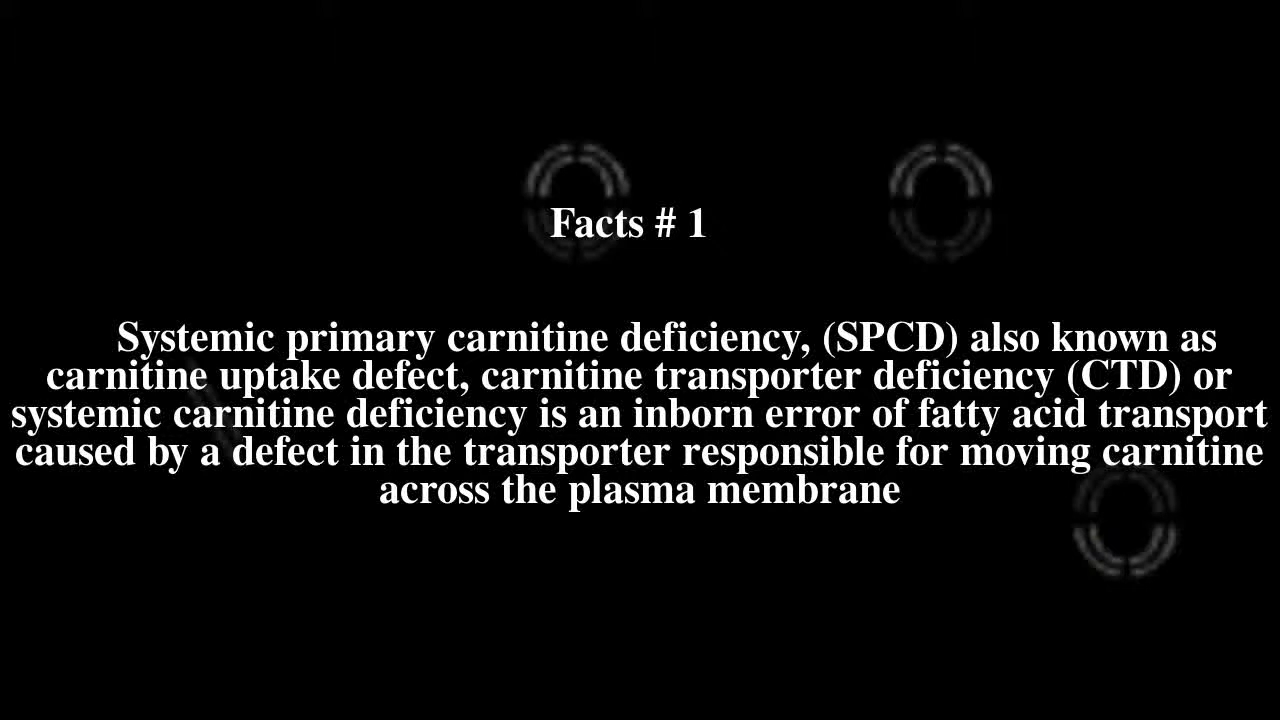 Facts # 1
Systemic primary carnitine deficiency, (SPCD) also known as
carnitine uptake defect, carnitine transporter deficiency (CTD) or
systemic carnitine deficiency is an inborn error of fatty acid transport
caused by a defect in the transporter responsible for moving carnitine
across the plasma membrane